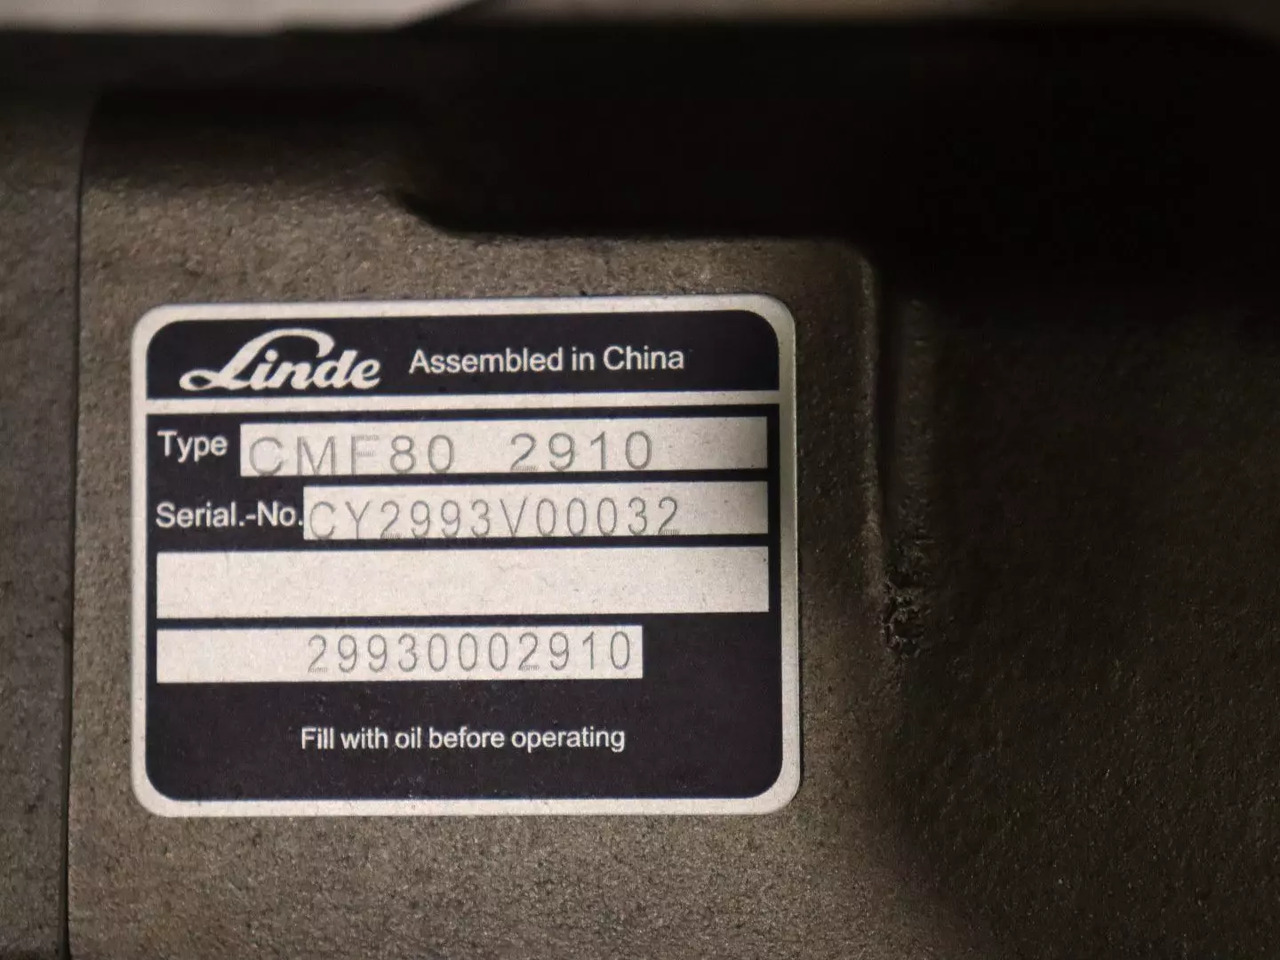 Linde Assembled in China
Type CMF80 2910
Serial.-No. CY2993V00032
29930002910
Fill with oil before operating